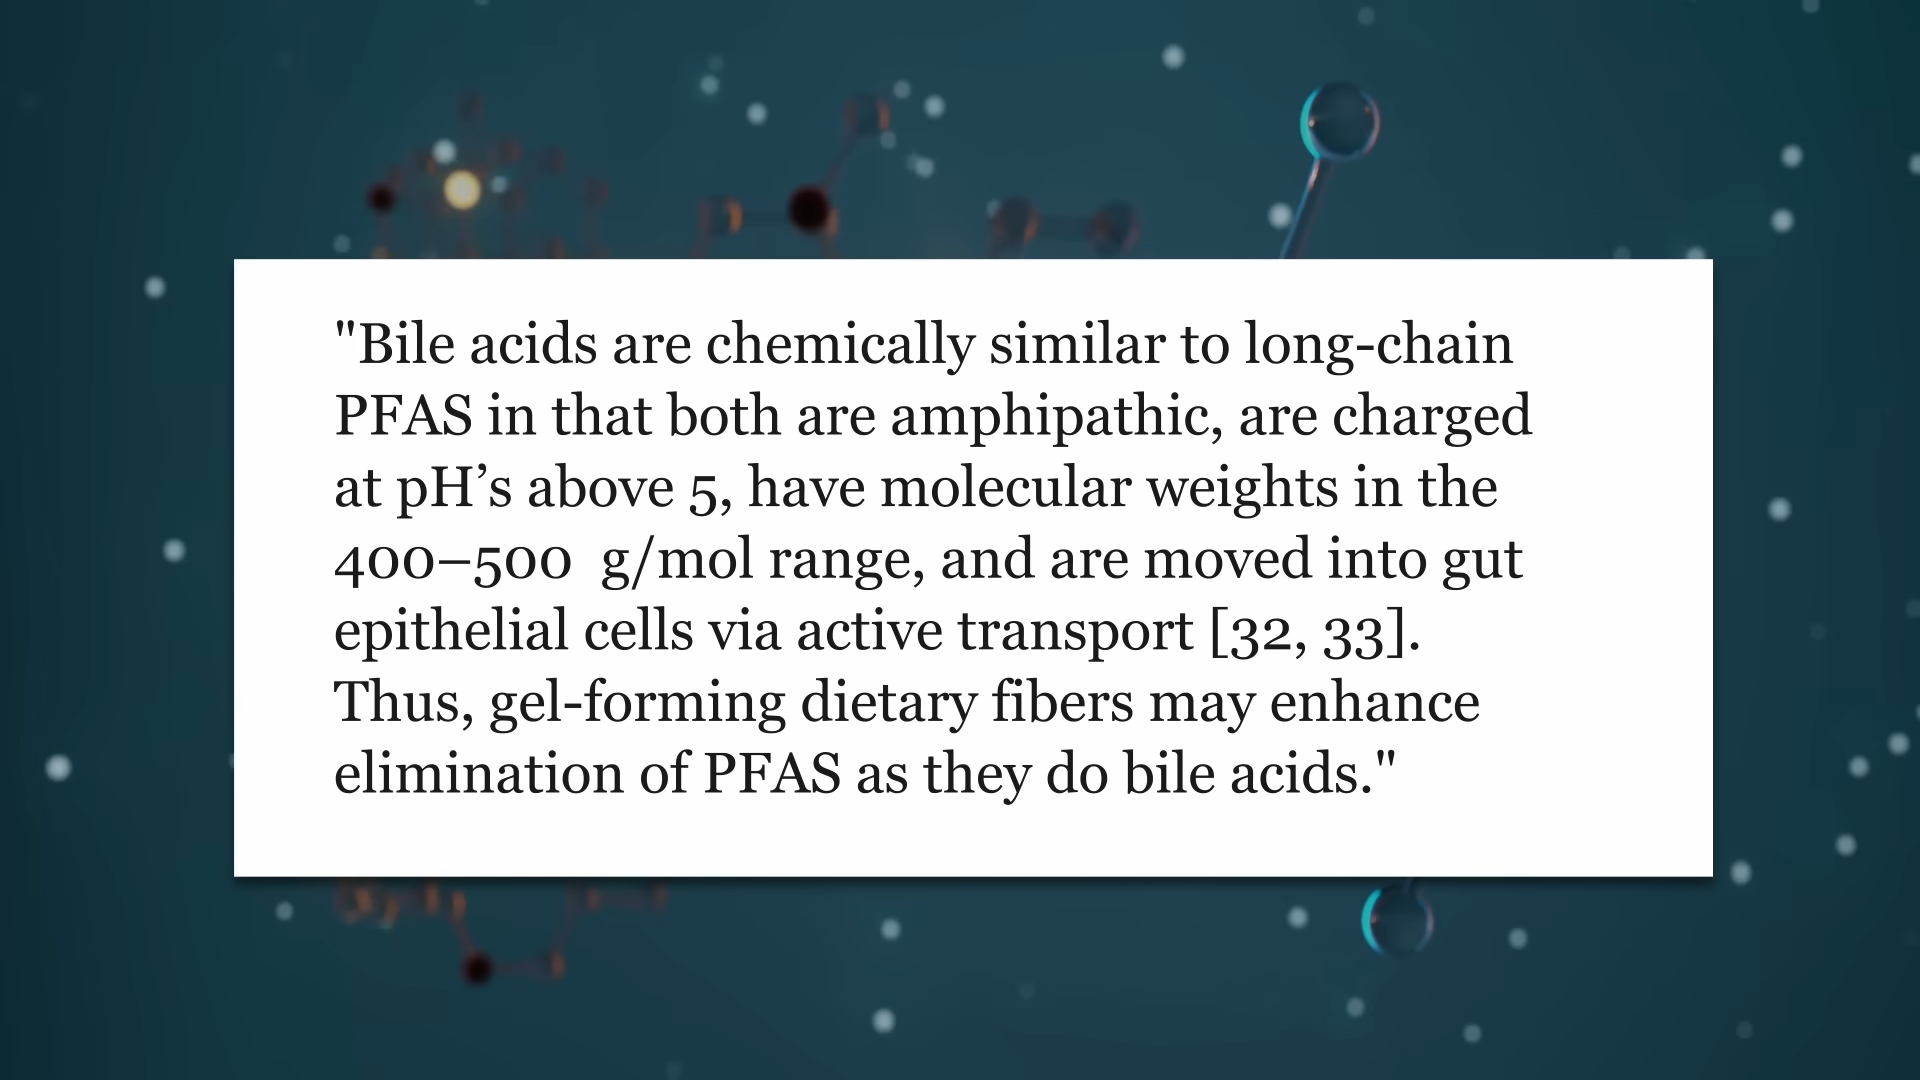 "Bile acids are chemically similar to long-chain
PFAS in that both are amphipathic, are charged
at pH’s above 5, have molecular weights in the
400–500  g/mol range, and are moved into gut
epithelial cells via active transport [32, 33].
Thus, gel-forming dietary fibers may enhance
elimination of PFAS as they do bile acids."